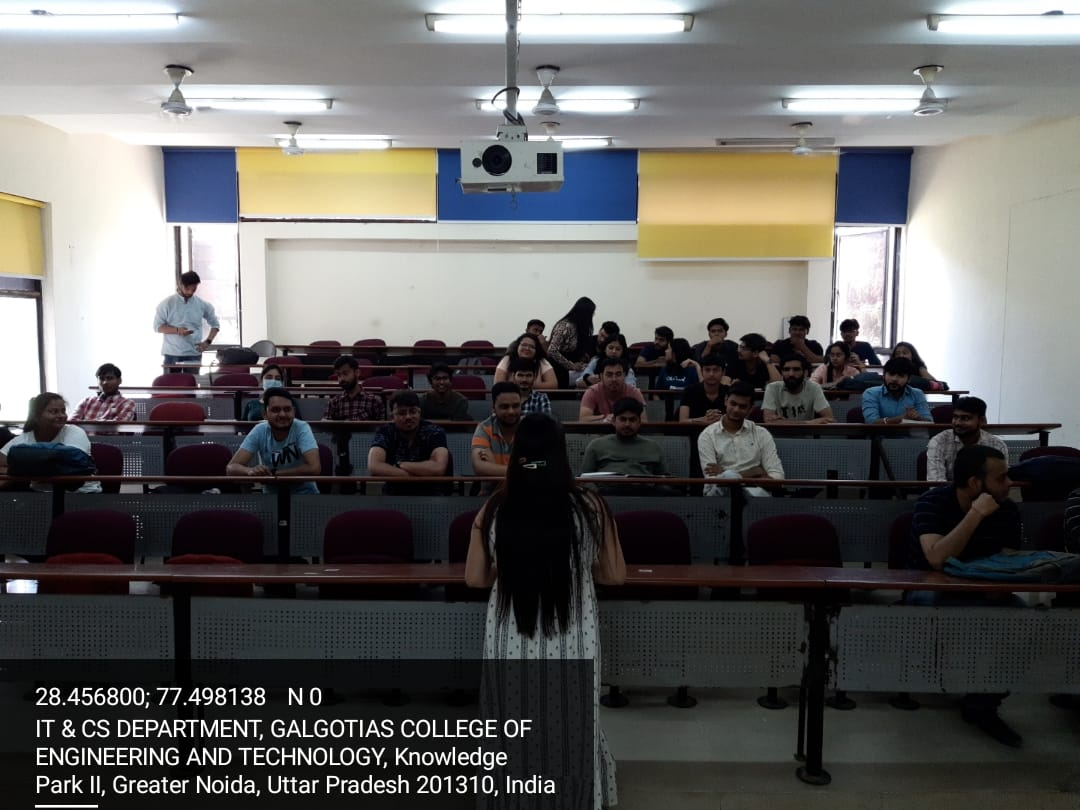 28.456800; 77.498138 N 0
IT & CS DEPARTMENT, GALGOTIAS COLLEGE OF
ENGINEERING AND TECHNOLOGY, Knowledge
Park II, Greater Noida, Uttar Pradesh 201310, India